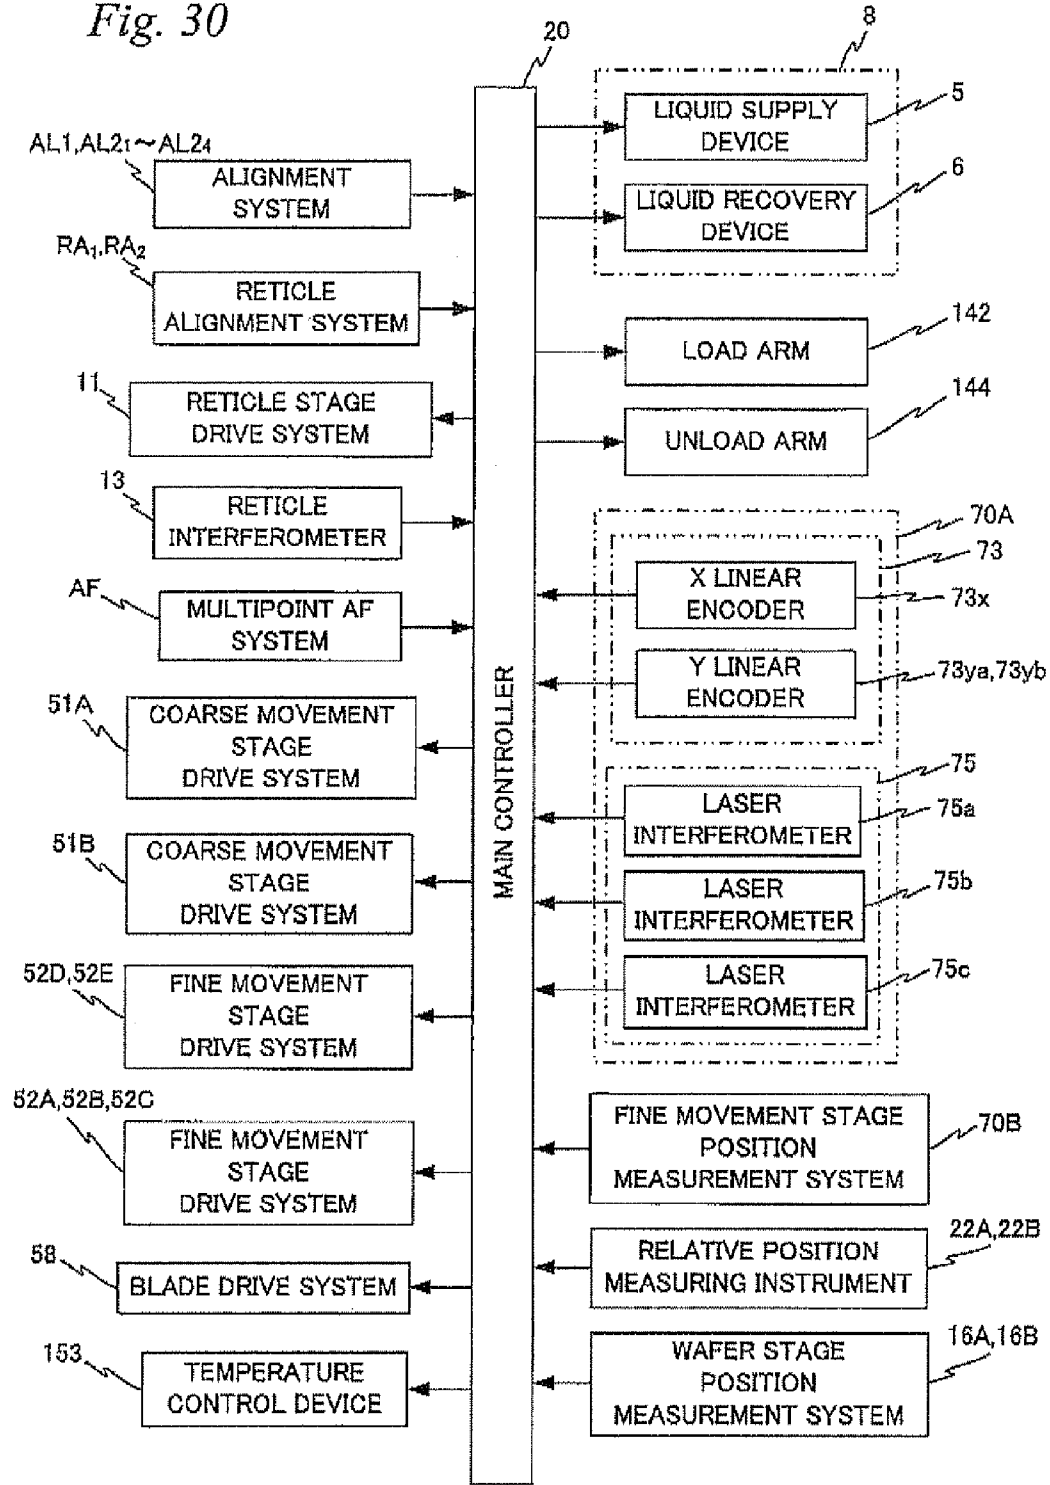 Fig. 30
20
8
AL1,AL2₁~AL2₄
ALIGNMENT
SYSTEM
RA₁,RA₂
RETICLE
ALIGNMENT SYSTEM
11
RETICLE STAGE
DRIVE SYSTEM
13
RETICLE
INTERFEROMETER
AF
MULTIPOINT AF
SYSTEM
51A
COARSE MOVEMENT
STAGE
DRIVE SYSTEM
51B
COARSE MOVEMENT
STAGE
DRIVE SYSTEM
52D,52E
FINE MOVEMENT
STAGE
DRIVE SYSTEM
52A,52B,52C
FINE MOVEMENT
STAGE
DRIVE SYSTEM
58
BLADE DRIVE SYSTEM
153
TEMPERATURE
CONTROL DEVICE
MAIN CONTROLLER
LIQUID SUPPLY
DEVICE
5
LIQUID RECOVERY
DEVICE
6
LOAD ARM
142
UNLOAD ARM
144
70A
73
X LINEAR
ENCODER
73x
Y LINEAR
ENCODER
73ya,73yb
75
LASER
INTERFEROMETER
75a
LASER
INTERFEROMETER
75b
LASER
INTERFEROMETER
75c
FINE MOVEMENT STAGE
POSITION
MEASUREMENT SYSTEM
70B
RELATIVE POSITION
MEASURING INSTRUMENT
22A,22B
WAFER STAGE
POSITION
MEASUREMENT SYSTEM
16A,16B